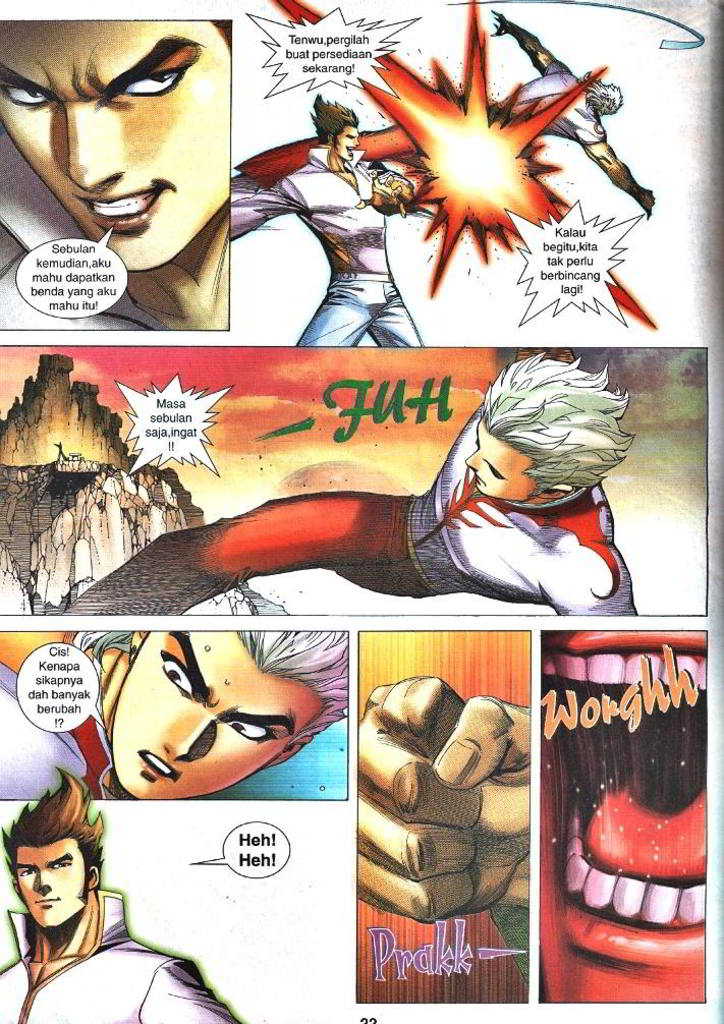 Tenwu,pergilah
buat persediaan
sekarang!
Sebulan
kemudian,aku
mahu dapatkan
benda yang aku
mahu itu!
Kalau
begitu,kita
tak perlu
berbincang
lagi!
Masa
sebulan
saja,ingat
!!
FUH
Cis!
Kenapa
sikapnya
dah banyak
berubah
!?
Heh!
Heh!
Prakk
Worghh
23